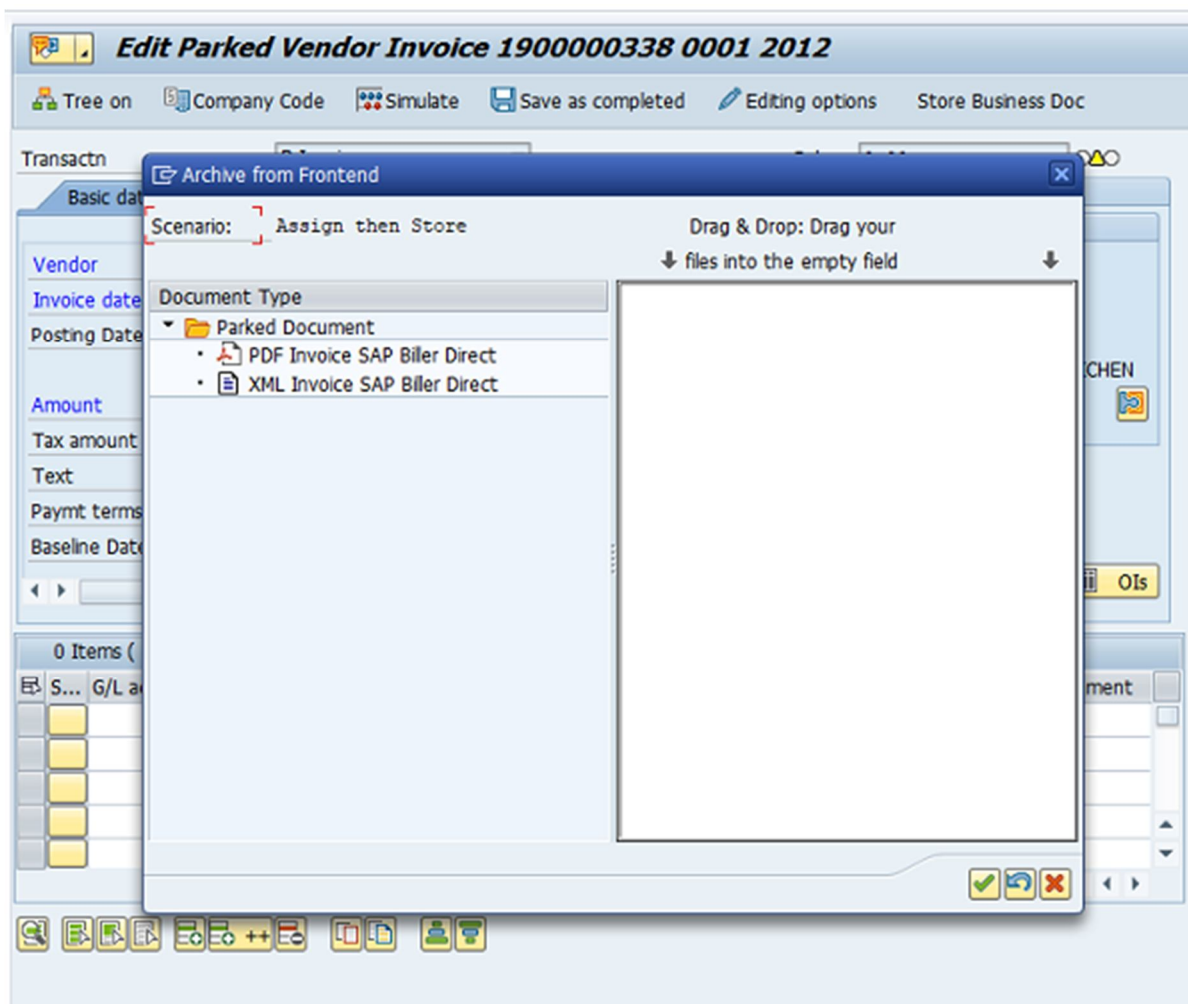 Edit Parked Vendor Invoice 1900000338 0001 2012
Tree on Company Code Simulate Save as completed Editing options Store Business Doc
Transactn
Archive from Frontend
Basic dat
Scenario: Assign then Store
Drag & Drop: Drag your
files into the empty field
Vendor
Invoice date
Posting Date
Amount
Tax amount
Text
Paymt terms
Baseline Date
Document Type
Parked Document
PDF Invoice SAP Biller Direct
XML Invoice SAP Biller Direct
CHEN
OIs
0 Items (
S... G/L a
ment
++